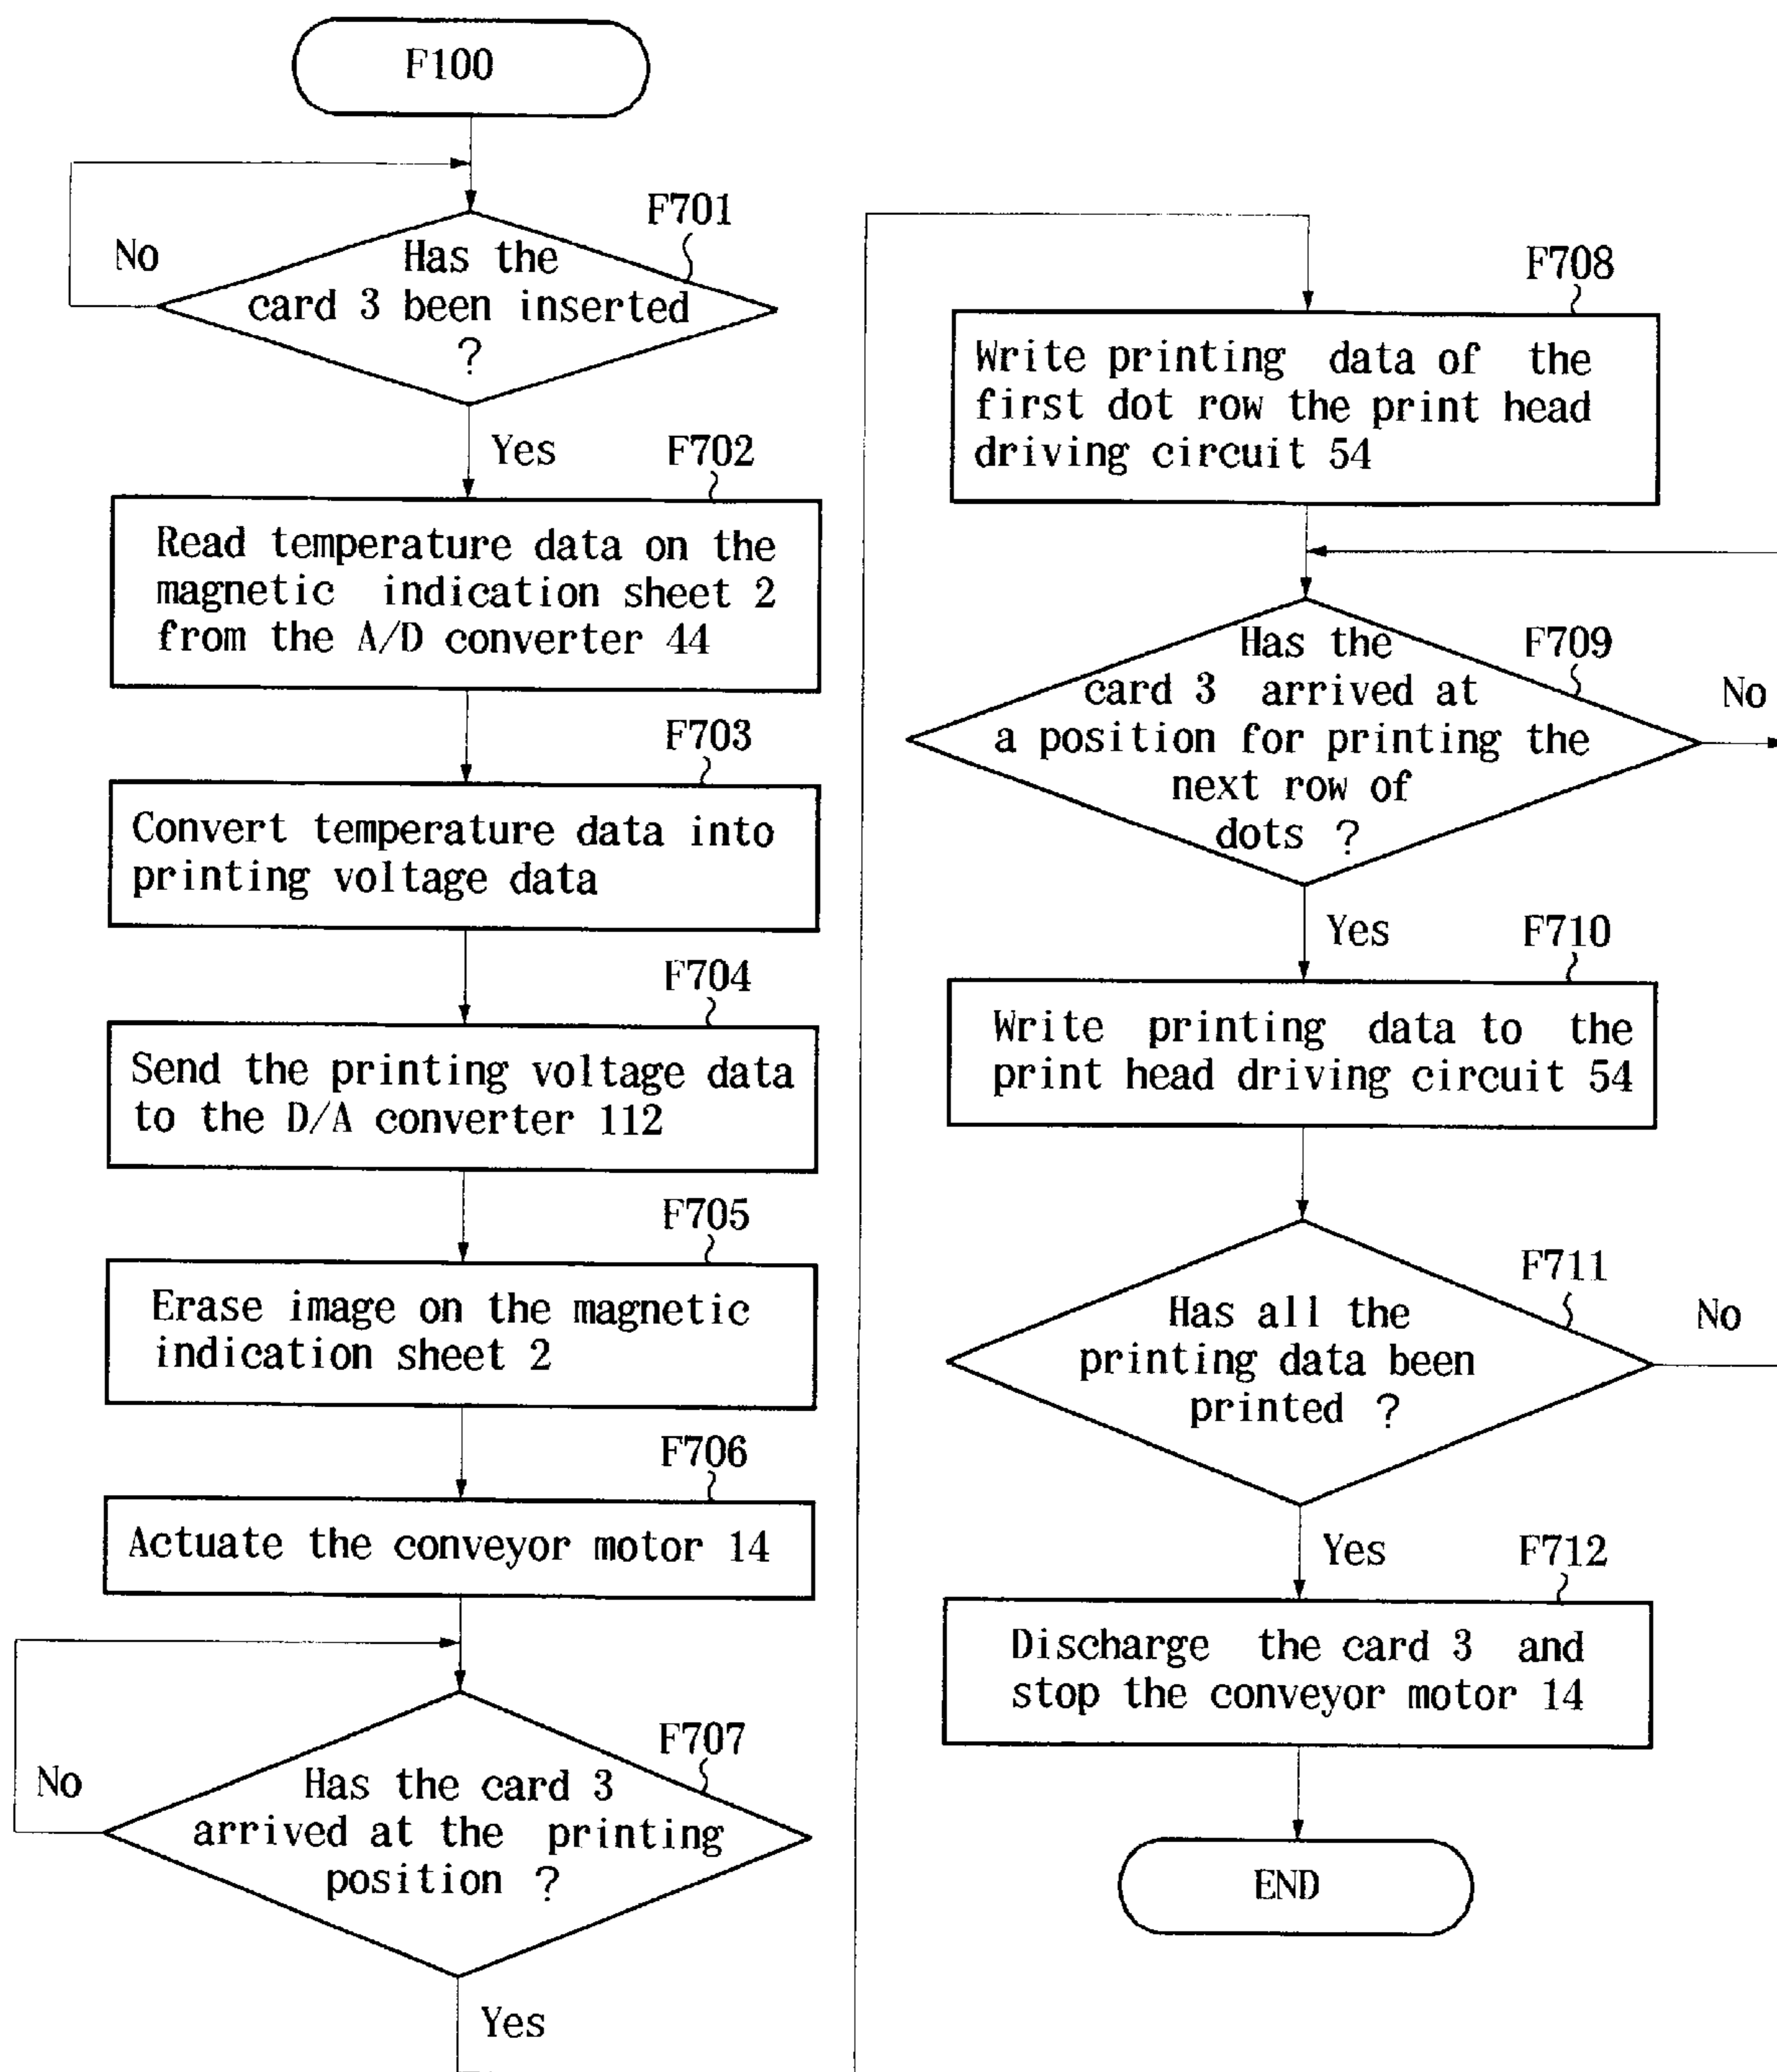 F100
F701
No
Has the
card 3 been inserted
?
Yes
F702
Read temperature data on the
magnetic indication sheet 2
from the A/D converter 44
F703
Convert temperature data into
printing voltage data
F704
Send the printing voltage data
to the D/A converter 112
F705
Erase image on the magnetic
indication sheet 2
F706
Actuate the conveyor motor 14
F707
No
Has the card 3
arrived at the printing
position ?
Yes
F708
Write printing data of the
first dot row the print head
driving circuit 54
F709
Has the
card 3 arrived at
a position for printing the
next row of
dots ?
No
Yes
F710
Write printing data to the
print head driving circuit 54
F711
Has all the
printing data been
printed ?
No
Yes
F712
Discharge the card 3 and
stop the conveyor motor 14
END